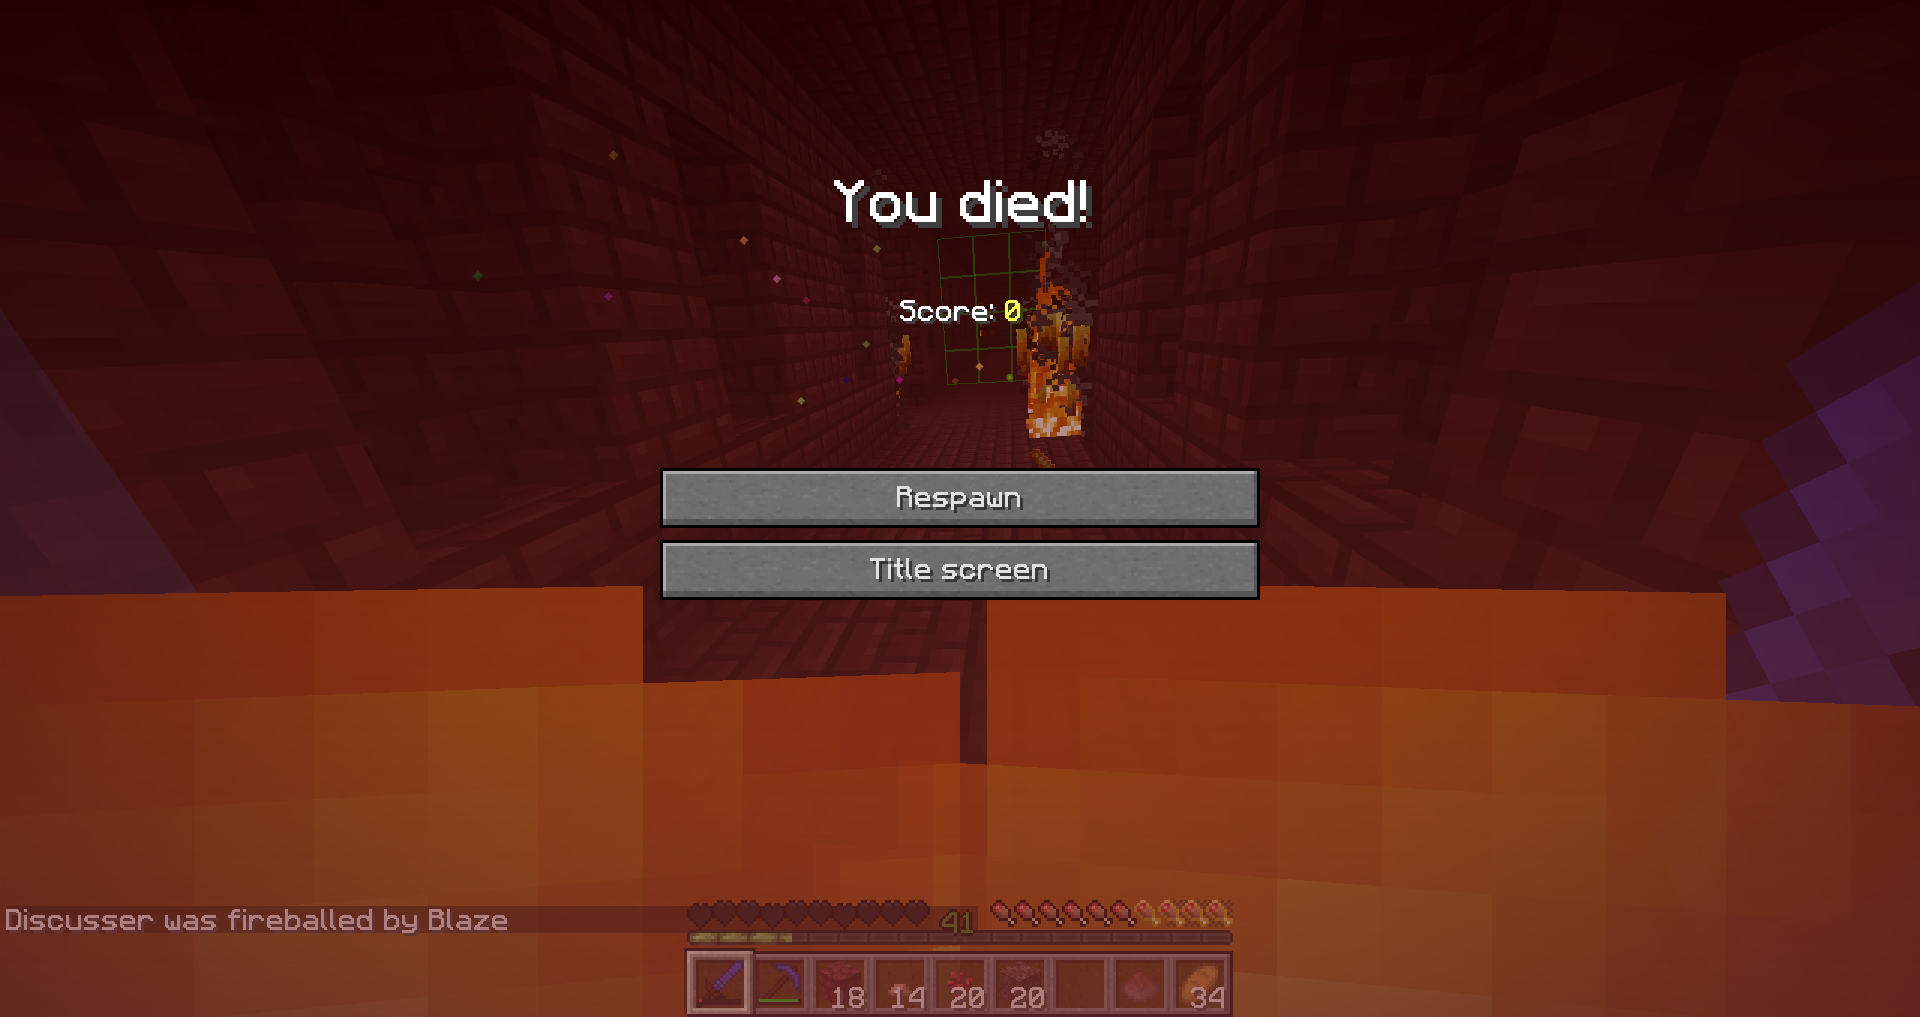 You died!
Score: 0
Respawn
Title screen
Discusser was fireballed by Blaze
41
18 14 20 20 34